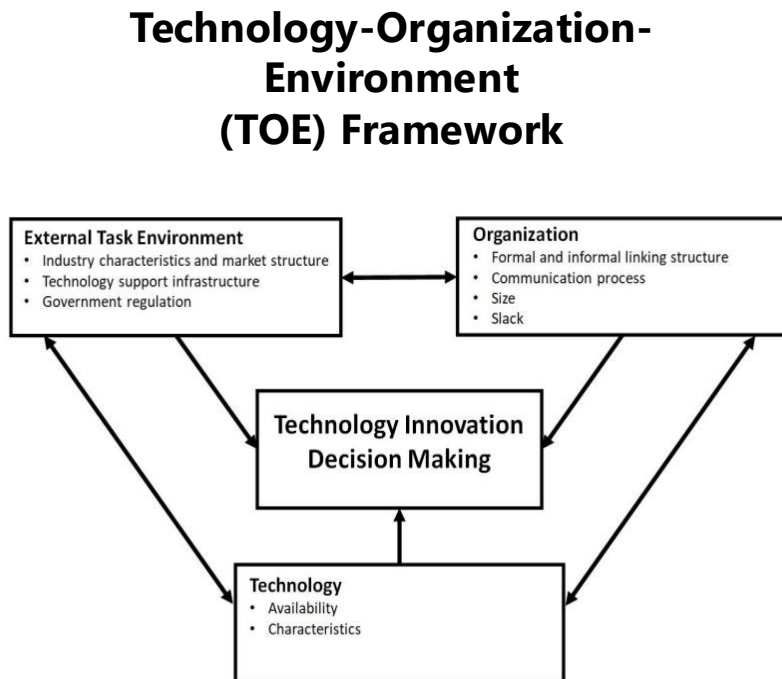 Technology-Organization-
Environment
(TOE) Framework
External Task Environment
• Industry characteristics and market structure
• Technology support infrastructure
• Government regulation
Organization
• Formal and informal linking structure
• Communication process
• Size
• Slack
Technology Innovation
Decision Making
Technology
• Availability
• Characteristics